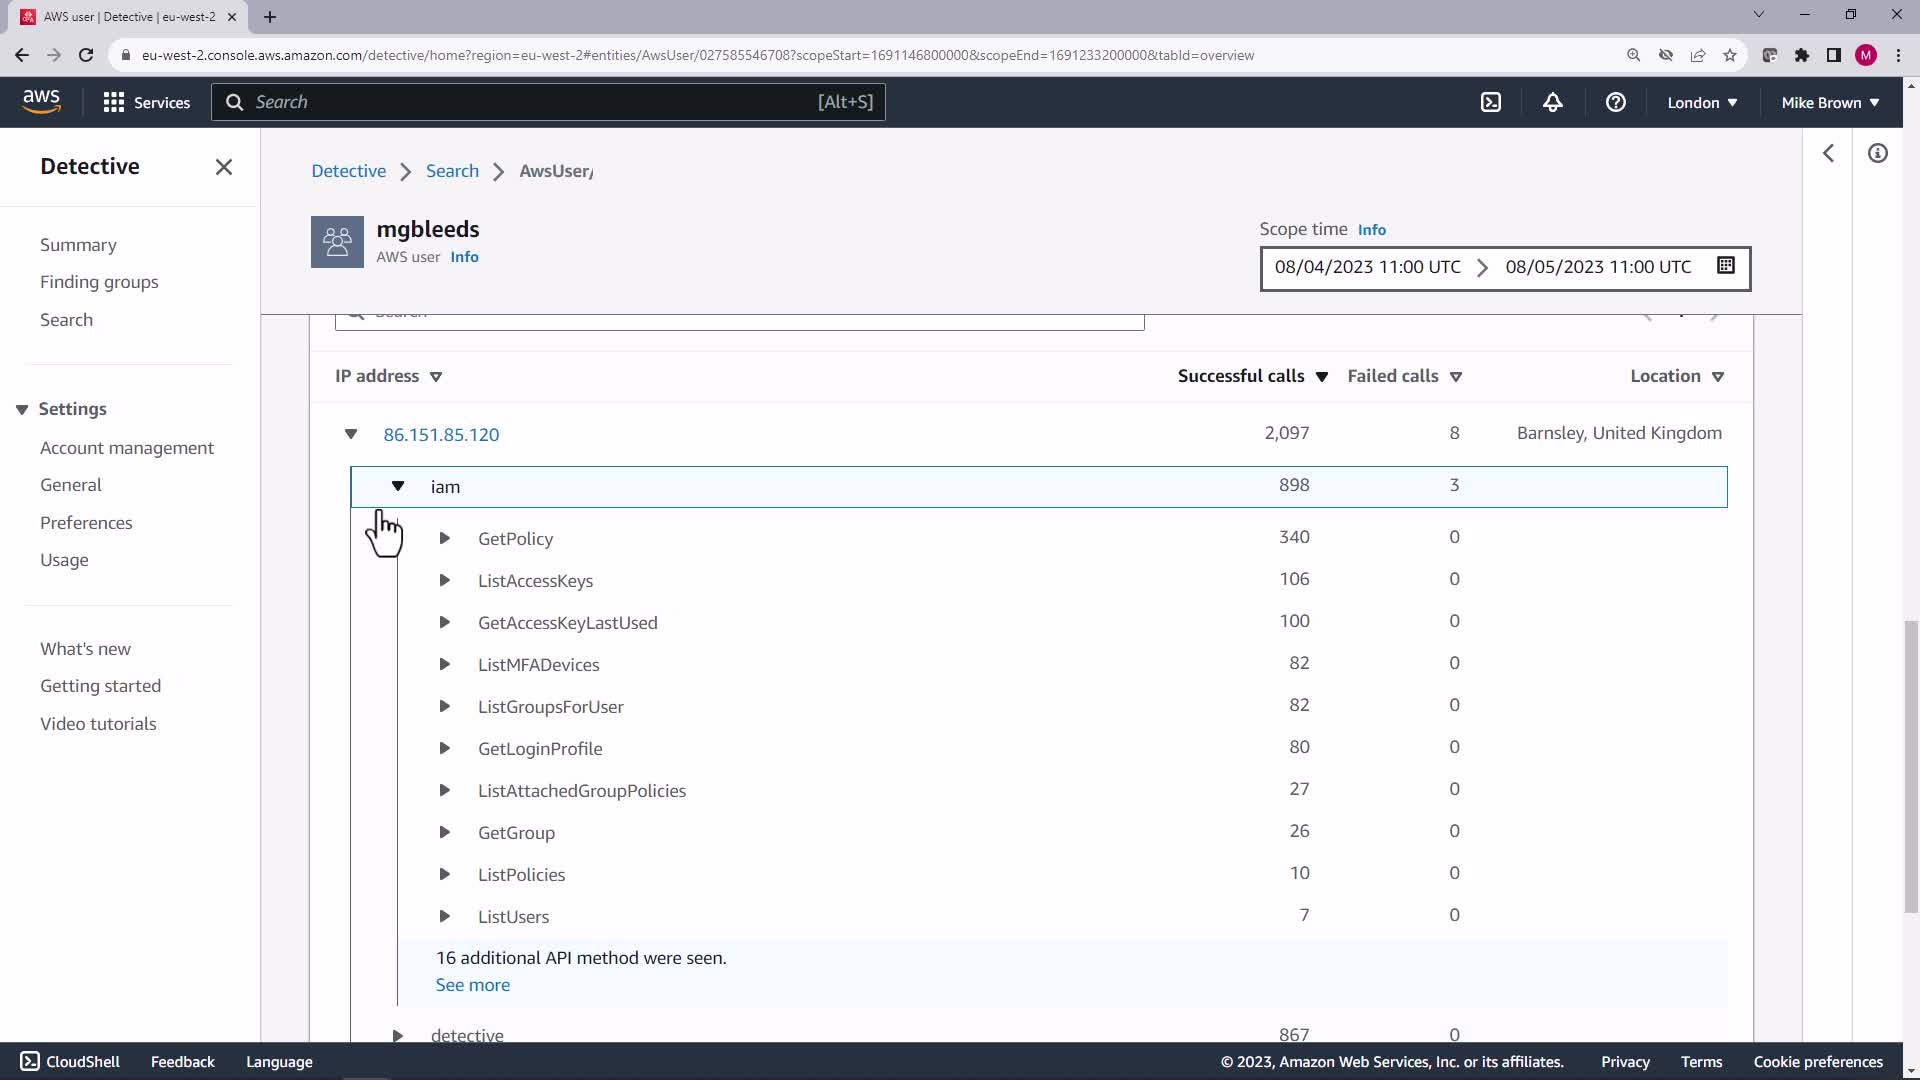 AWS user | Detective | eu-west-2
eu-west-2.console.aws.amazon.com/detective/home?region=eu-west-2#entities/AwsUser/027585546708?scopeStart=1691146800000&scopeEnd=1691233200000&tabId=overview
M
aws
Services
Search
[Alt+S]
London
Mike Brown
Detective
Summary
Finding groups
Search
Settings
Account management
General
Preferences
Usage
What's new
Getting started
Video tutorials
Detective
Search
AwsUser/
mgbleeds
AWS user Info
Scope time Info
08/04/2023 11:00 UTC
08/05/2023 11:00 UTC
IP address Successful calls Failed calls Location
86.151.85.120 2,097 8 Barnsley, United Kingdom
iam 898 3
GetPolicy 340 0
ListAccessKeys 106 0
GetAccessKeyLastUsed 100 0
ListMFADevices 82 0
ListGroupsForUser 82 0
GetLoginProfile 80 0
ListAttachedGroupPolicies 27 0
GetGroup 26 0
ListPolicies 10 0
ListUsers 7 0
16 additional API method were seen.
See more
detective 867 0
CloudShell Feedback Language
© 2023, Amazon Web Services, Inc. or its affiliates. Privacy Terms Cookie preferences